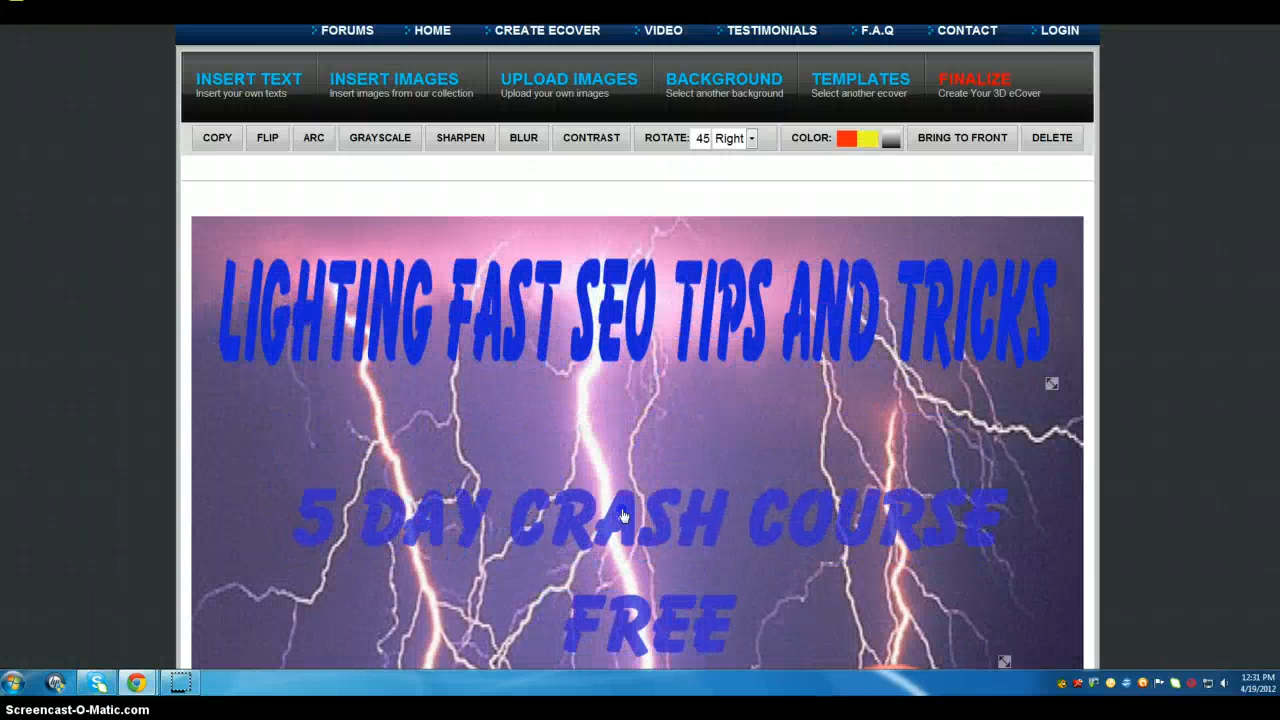 FORUMS HOME CREATE ECOVER VIDEO TESTIMONIALS F.A.Q CONTACT LOGIN
INSERT TEXT INSERT IMAGES UPLOAD IMAGES BACKGROUND TEMPLATES FINALIZE
Insert your own texts Insert images from our collection Upload your own images Select another background Select another ecover Create Your 3D eCover
COPY FLIP ARC GRAYSCALE SHARPEN BLUR CONTRAST ROTATE: 45 Right COLOR: BRING TO FRONT DELETE
LIGHTING FAST SEO TIPS AND TRICKS
5 DAY CRASH COURSE
FREE
12:31 PM
4/19/2012
Screencast-O-Matic.com